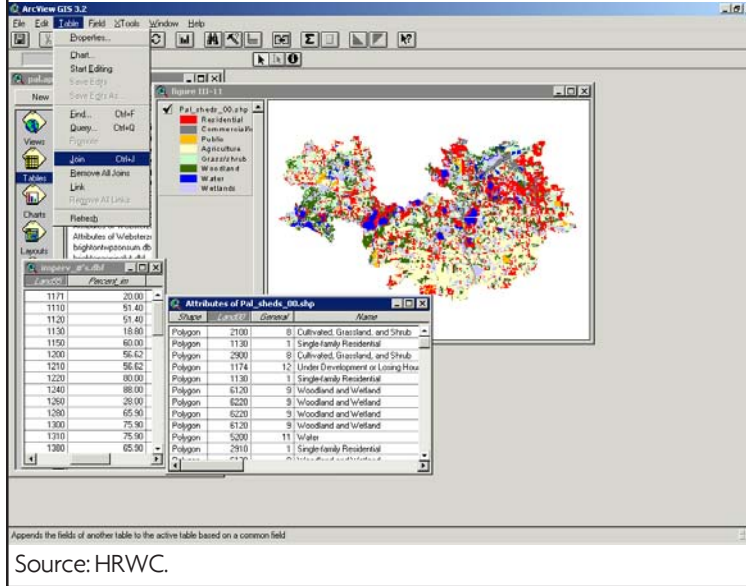 ArcView GIS 3.2
File Edit Table Field XTools Window Help
Properties...
Chart...
Start Editing
Save Edits
Save Edits As...
Find... Ctrl+F
Query... Ctrl+Q
Promote
Join Ctrl+J
Remove All Joins
Link
Remove All Links
Refresh
New
Views
Tables
Charts
Layouts
Attributes of
figure III-11
Pal_sheds_00.shp
Residential
Public
Agriculture
Grass/shrub
Woodland
Water
Wetlands
Percent_im
1171 20.00
1110 51.40
1120 51.40
1130 18.80
1150 60.00
1200 56.62
1210 56.62
1220 80.00
1240 88.00
1260 28.00
1280 65.90
1300 75.90
1310 75.90
1380 65.90
Attributes of Pal_sheds_00.shp
Shape General Name
Polygon 2100 8 Cultivated, Grassland, and Shrub
Polygon 1130 1 Single-family Residential
Polygon 2900 8 Cultivated, Grassland, and Shrub
Polygon 1174 12 Under Development or Losing Hou
Polygon 1130 1 Single-family Residential
Polygon 6120 9 Woodland and Wetland
Polygon 6220 9 Woodland and Wetland
Polygon 6220 9 Woodland and Wetland
Polygon 6120 9 Woodland and Wetland
Polygon 5200 11 Water
Polygon 2910 1 Single-family Residential
Appends the fields of another table to the active table based on a common field
Source: HRWC.